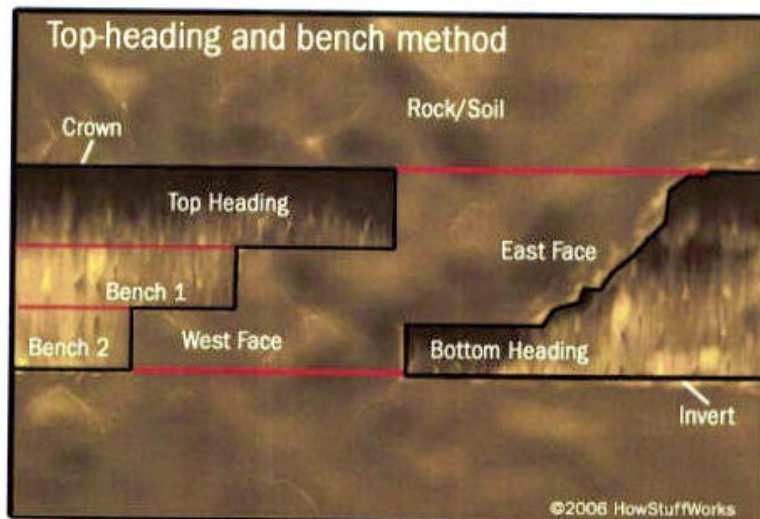 Top-heading and bench method
Rock/Soil
Crown
Top Heading
East Face
Bench 1
West Face
Bench 2
Bottom Heading
Invert
©2006 HowStuffWorks